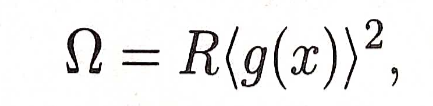 Ω = R⟨g(x)⟩²,